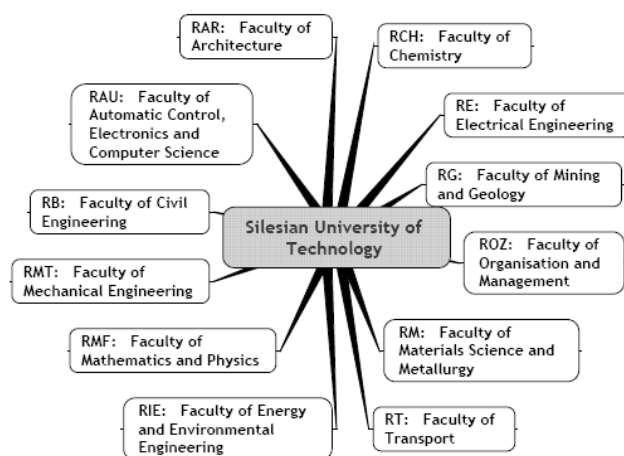 RAR: Faculty of
Architecture
RCH: Faculty of
Chemistry
RAU: Faculty of
Automatic Control,
Electronics and
Computer Science
RE: Faculty of
Electrical Engineering
RG: Faculty of Mining
and Geology
RB: Faculty of Civil
Engineering
Silesian University of
Technology
ROZ: Faculty of
Organisation and
Management
RMT: Faculty of
Mechanical Engineering
RMF: Faculty of
Mathematics and Physics
RM: Faculty of
Materials Science and
Metallurgy
RIE: Faculty of Energy
and Environmental
Engineering
RT: Faculty of
Transport